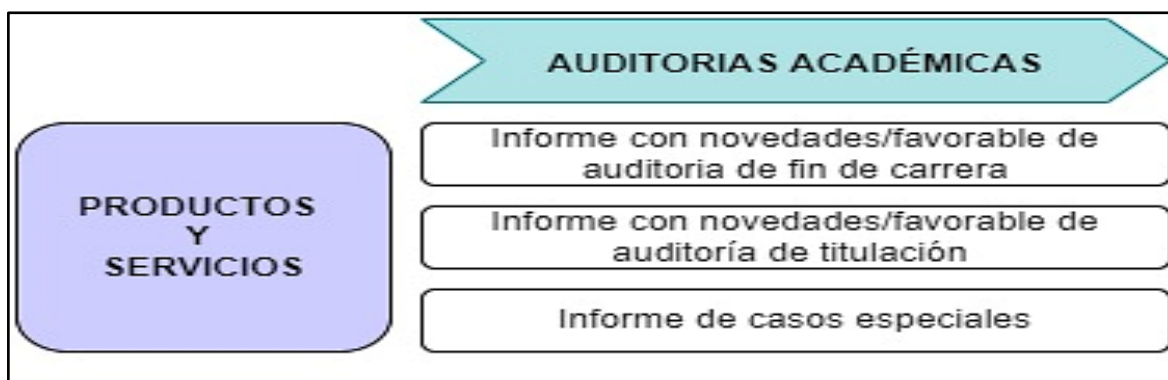 AUDITORIAS ACADÉMICAS
PRODUCTOS
Y
SERVICIOS
Informe con novedades/favorable de
auditoria de fin de carrera
Informe con novedades/favorable de
auditoría de titulación
Informe de casos especiales